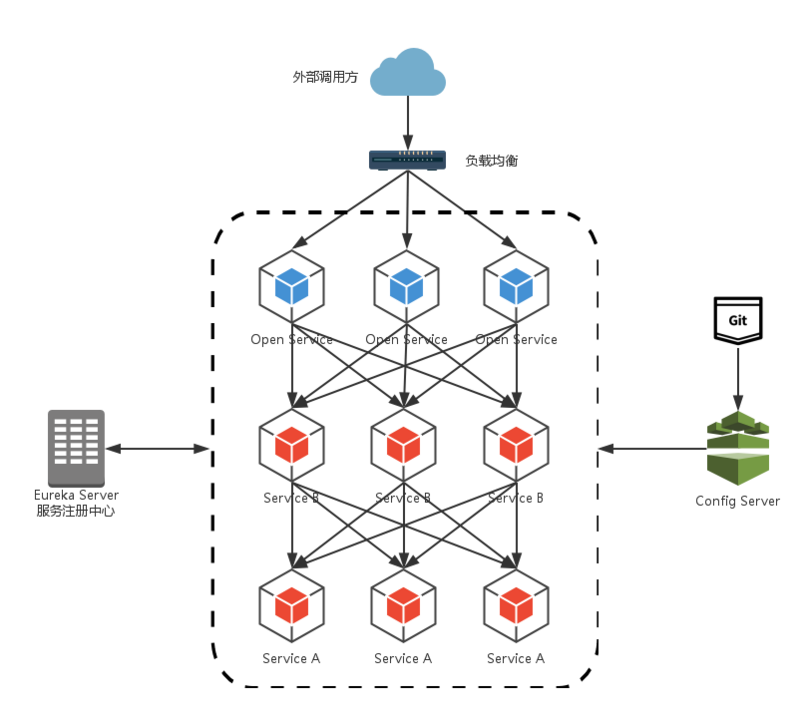 外部调用方
负载均衡
Open Service
Open Service
Open Service
Git
Eureka Server
服务注册中心
Service B
Service B
Service B
Config Server
Service A
Service A
Service A